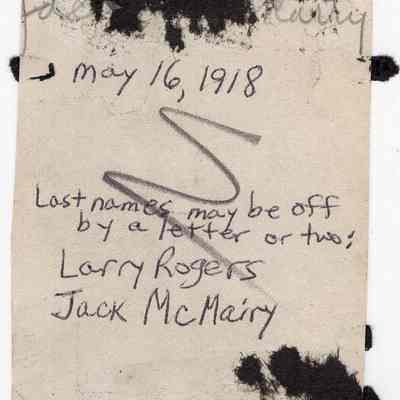 May 16, 1918
Last names may be off
by a letter or two:
Larry Rogers
Jack McMairy